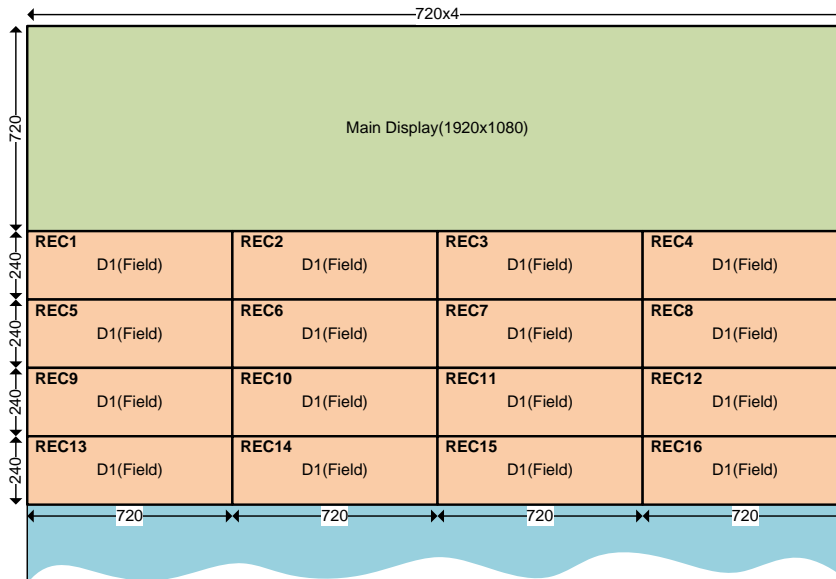 720x4
720
Main Display(1920x1080)
REC1 REC2 REC3 REC4
240
D1(Field) D1(Field) D1(Field) D1(Field)
REC5 REC6 REC7 REC8
240
D1(Field) D1(Field) D1(Field) D1(Field)
REC9 REC10 REC11 REC12
240
D1(Field) D1(Field) D1(Field) D1(Field)
REC13 REC14 REC15 REC16
240
D1(Field) D1(Field) D1(Field) D1(Field)
720 720 720 720